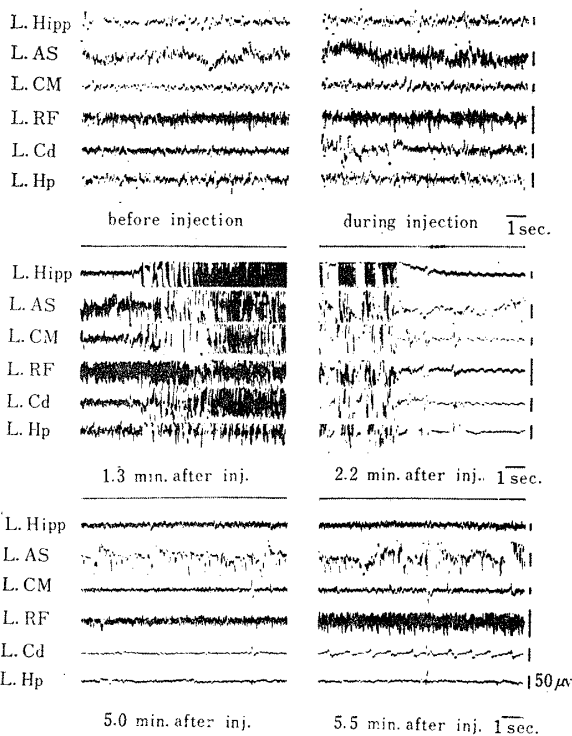 L. Hipp
L. AS
L. CM
L. RF
L. Cd
L. Hp
before injection
during injection
1 sec.
L. Hipp
L. AS
L. CM
L. RF
L. Cd
L. Hp
1.3 min. after inj.
2.2 min. after inj.
1 sec.
L. Hipp
L. AS
L. CM
L. RF
L. Cd
L. Hp
50 μv
5.0 min. after inj.
5.5 min. after inj.
1 sec.